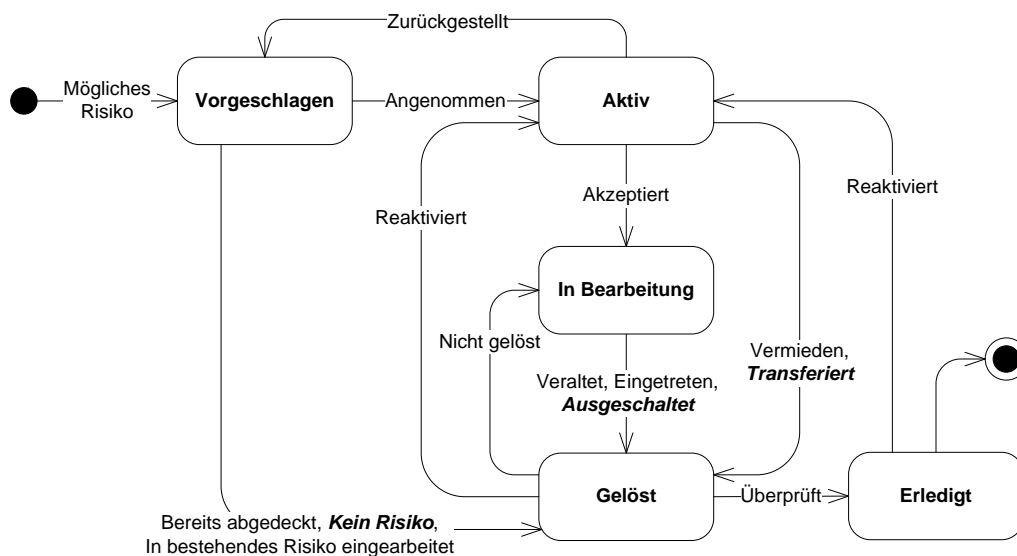 Zurückgestellt
Mögliches
Risiko
Vorgeschlagen
Angenommen
Aktiv
Reaktiviert
Akzeptiert
Reaktiviert
In Bearbeitung
Nicht gelöst
Vermieden,
Transferiert
Veraltet, Eingetreten,
Ausgeschaltet
Gelöst
Überprüft
Erledigt
Bereits abgedeckt, Kein Risiko,
In bestehendes Risiko eingearbeitet